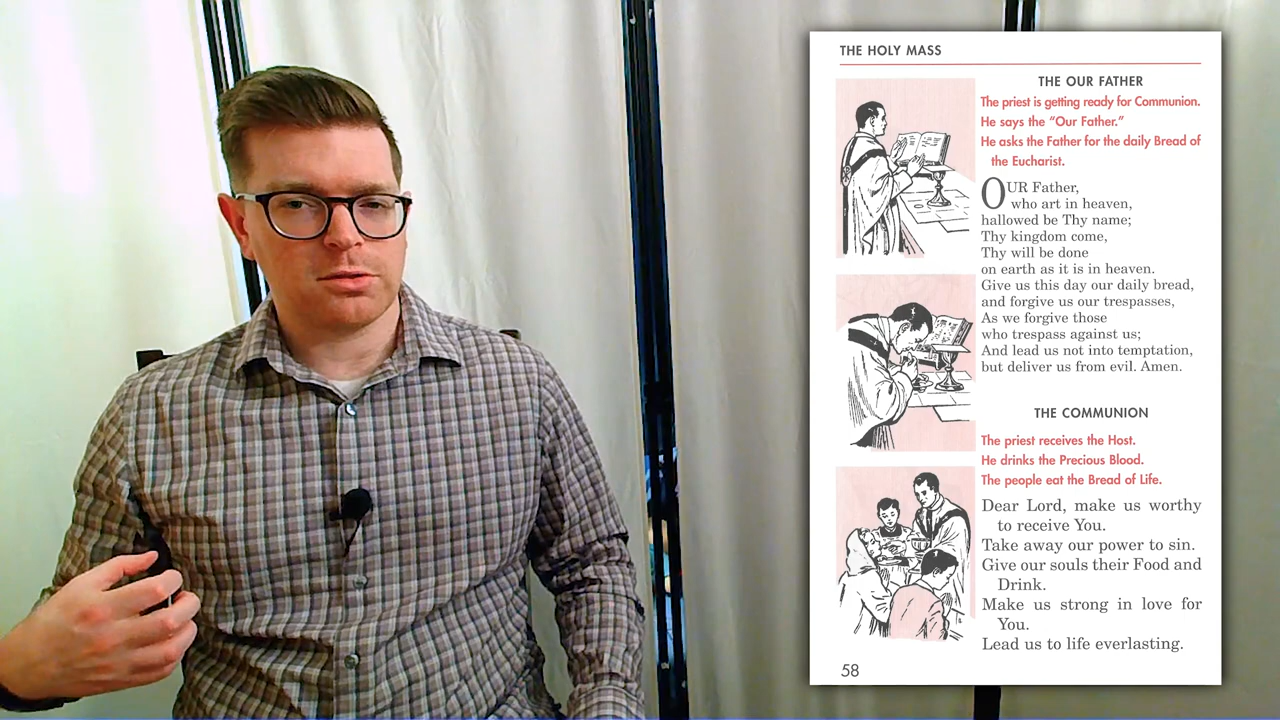 THE HOLY MASS
THE OUR FATHER
The priest is getting ready for Communion.
He says the “Our Father.”
He asks the Father for the daily Bread of
the Eucharist.
OUR Father,
who art in heaven,
hallowed be Thy name;
Thy kingdom come,
Thy will be done
on earth as it is in heaven.
Give us this day our daily bread,
and forgive us our trespasses,
As we forgive those
who trespass against us;
And lead us not into temptation,
but deliver us from evil. Amen.
THE COMMUNION
The priest receives the Host.
He drinks the Precious Blood.
The people eat the Bread of Life.
Dear Lord, make us worthy
to receive You.
Take away our power to sin.
Give our souls their Food and
Drink.
Make us strong in love for
You.
Lead us to life everlasting.
58